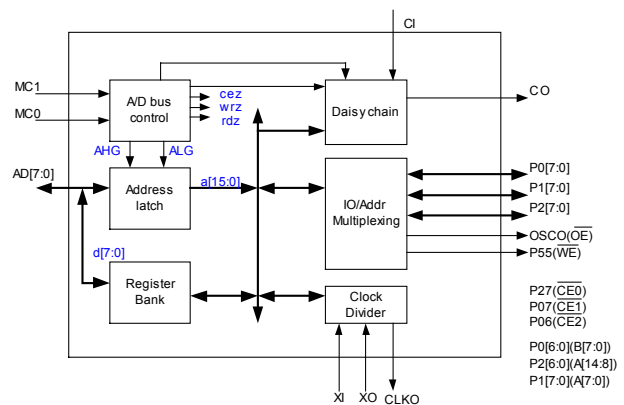 CI
MC1
MC0
A/D bus
control
cez
wrz
rdz
Daisy chain
CO
AHG
ALG
AD[7:0]
Address
latch
a[15:0]
IO/Addr
Multiplexing
P0[7:0]
P1[7:0]
P2[7:0]
OSCO(OE)
P55(WE)
d[7:0]
Register
Bank
Clock
Divider
P27(CE0)
P07(CE1)
P06(CE2)
P0[6:0](B[7:0])
P2[6:0](A[14:8])
P1[7:0](A[7:0])
XI
XO
CLKO